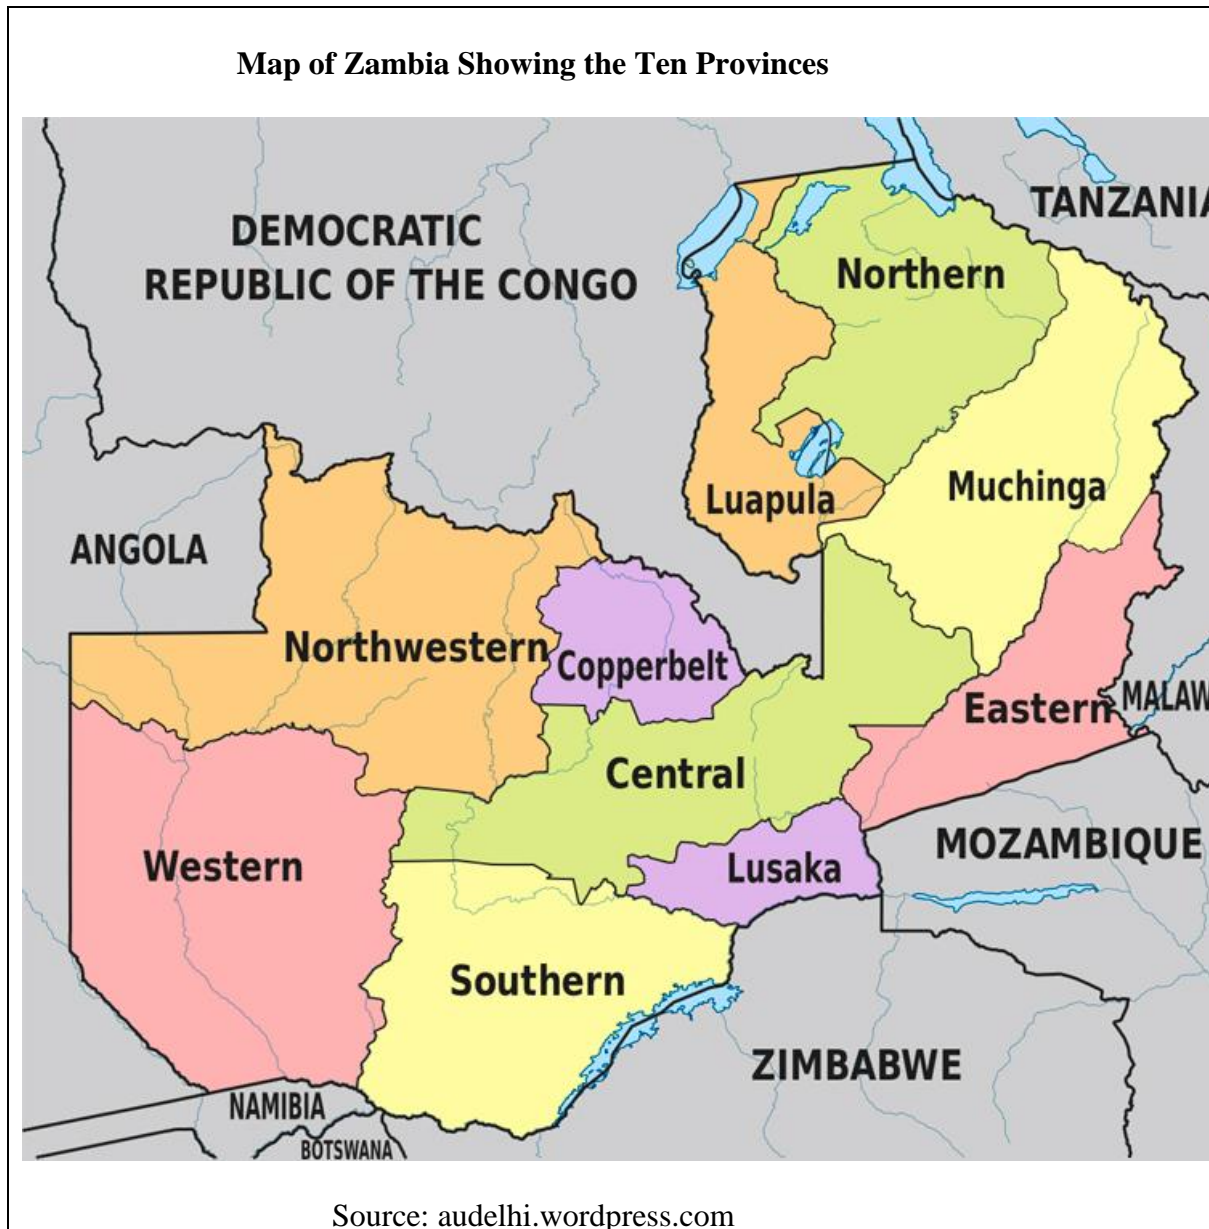 Map of Zambia Showing the Ten Provinces
TANZANIA
DEMOCRATIC
REPUBLIC OF THE CONGO
Northern
Muchinga
Luapula
ANGOLA
Northwestern
Copperbelt
Eastern
MALAW
Central
MOZAMBIQUE
Western
Lusaka
Southern
ZIMBABWE
NAMIBIA
BOTSWANA
Source: audelhi.wordpress.com